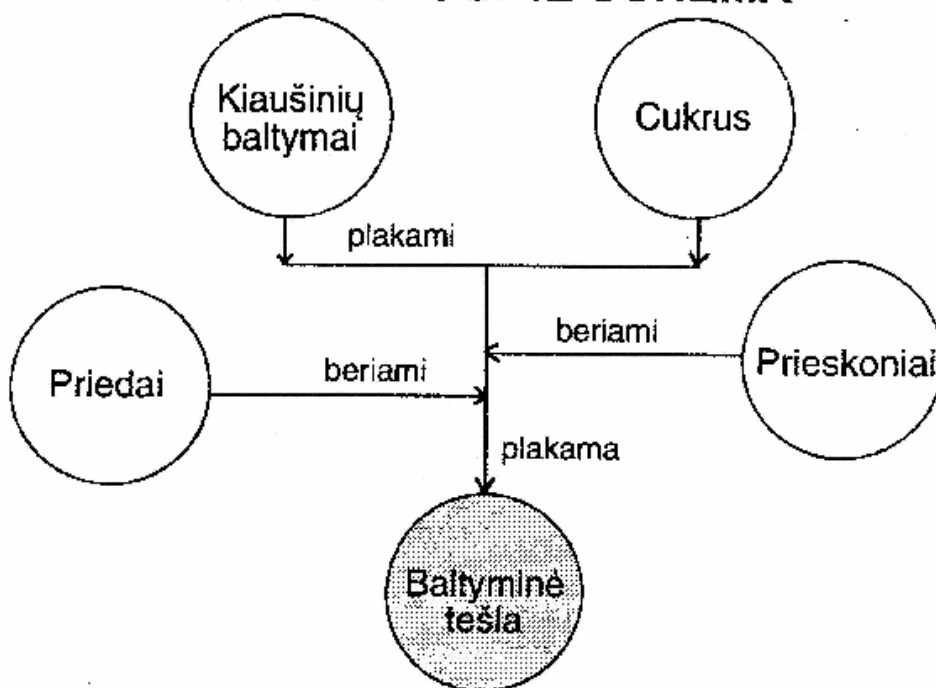 Kiaušinių
baltymai
Cukrus
plakami
beriami
Prieskoniai
Priedai
beriami
plakama
Baltyminė
tešla